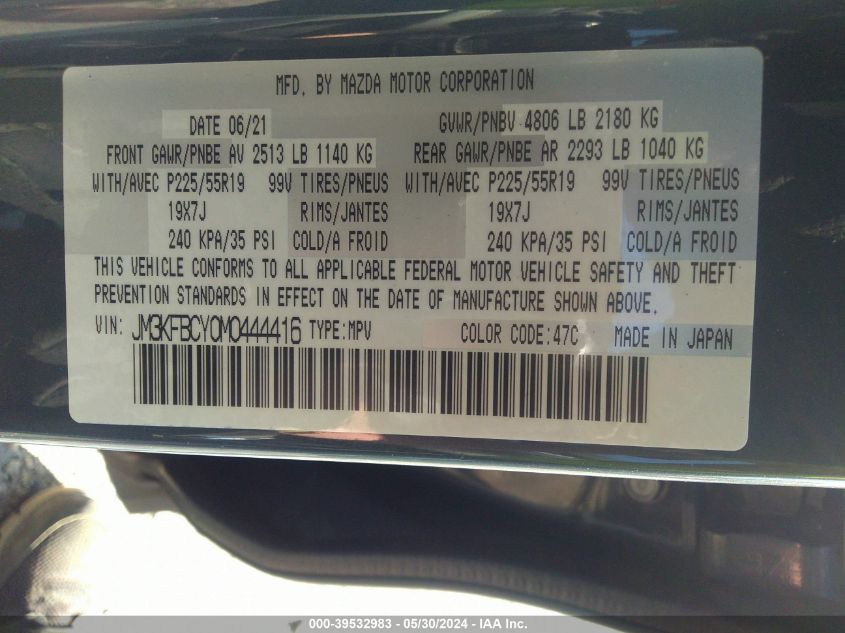 MFD. BY MAZDA MOTOR CORPORATION
DATE 06/21 GVWR/PNBV 4806 LB 2180 KG
FRONT GAWR/PNBE AV 2513 LB 1140 KG REAR GAWR/PNBE AR 2293 LB 1040 KG
WITH/AVEC P225/55R19 99V TIRES/PNEUS WITH/AVEC P225/55R19 99V TIRES/PNEUS
19X7J RIMS/JANTES 19X7J RIMS/JANTES
240 KPA/35 PSI COLD/A FROID 240 KPA/35 PSI COLD/A FROID
THIS VEHICLE CONFORMS TO ALL APPLICABLE FEDERAL MOTOR VEHICLE SAFETY AND THEFT
PREVENTION STANDARDS IN EFFECT ON THE DATE OF MANUFACTURE SHOWN ABOVE.
VIN: JM3KFBCY0M0444416 TYPE:MPV COLOR CODE:47C MADE IN JAPAN
000-39532983 - 05/30/2024 - © IAA Inc.